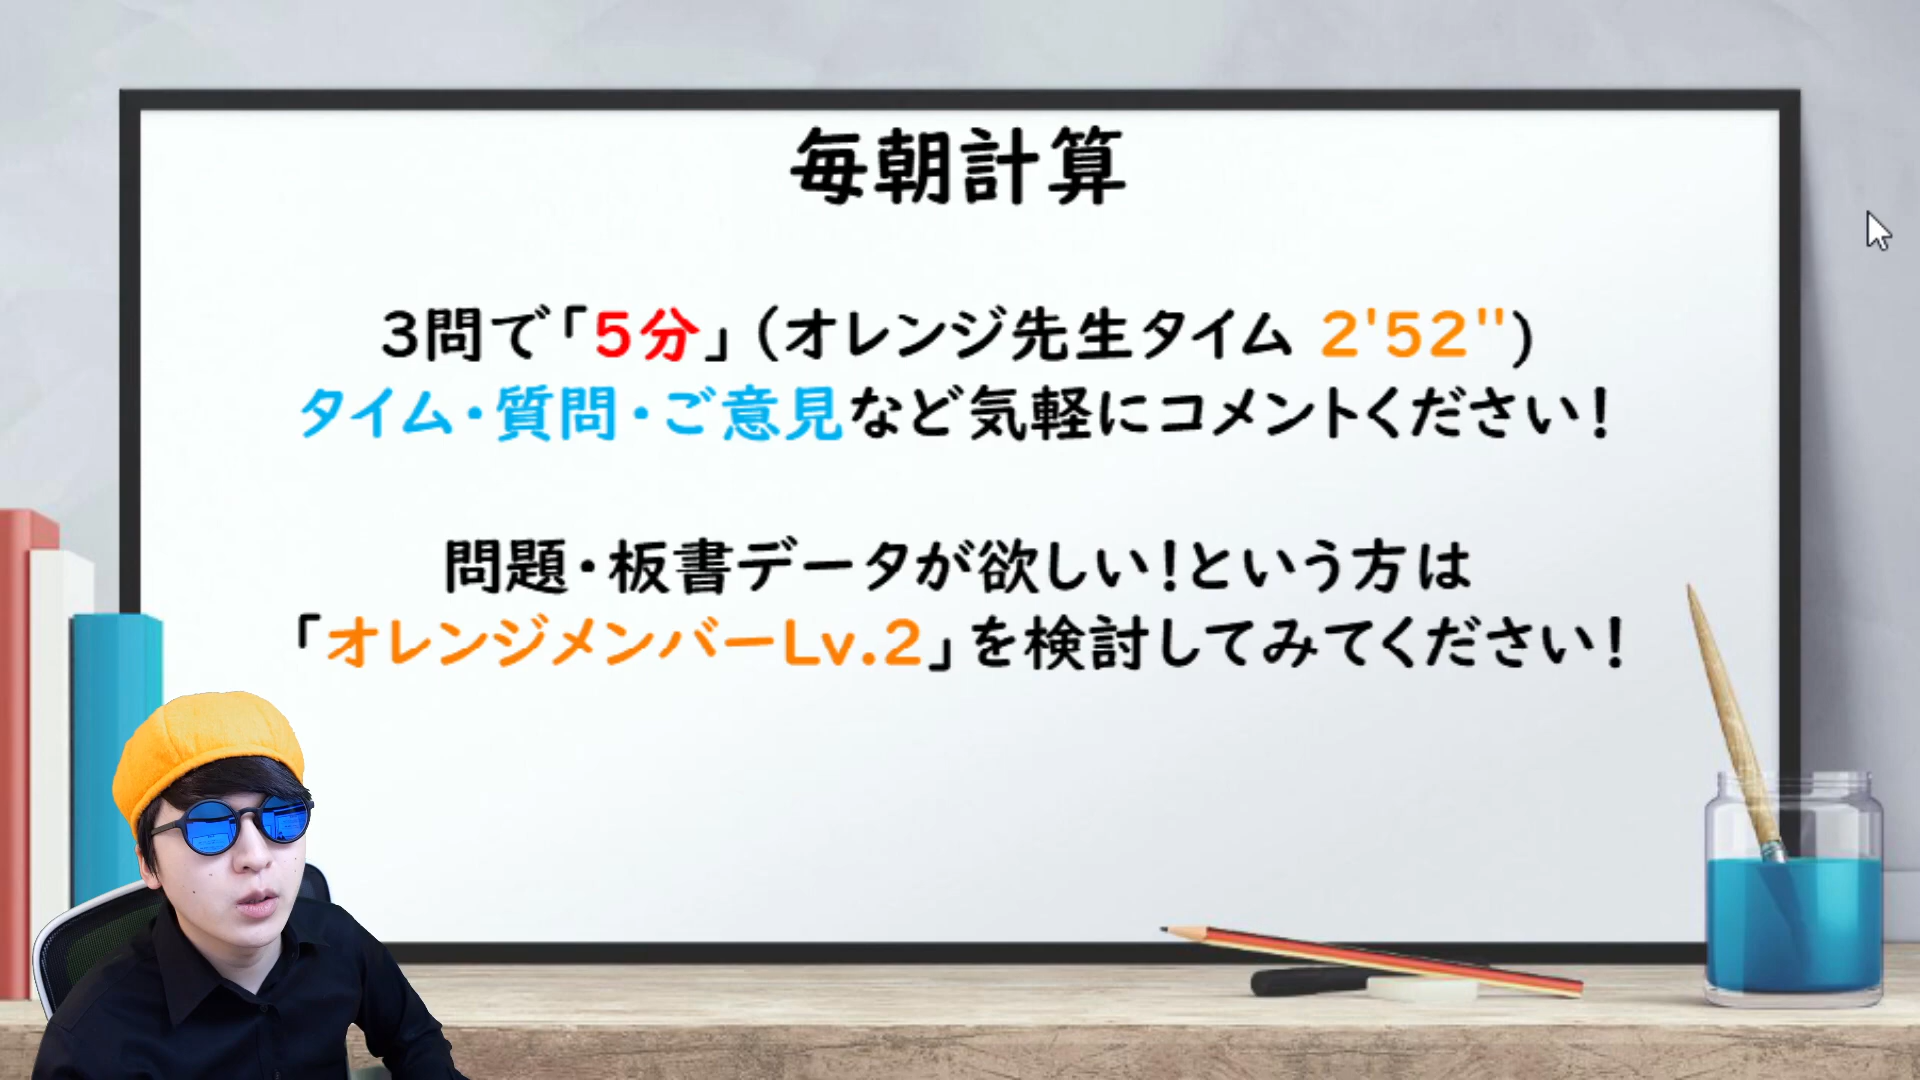 毎朝計算
3問で「5分」（オレンジ先生タイム 2'52''）
タイム・質問・ご意見など気軽にコメントください！
問題・板書データが欲しい！という方は
「オレンジメンバーLv.2」を検討してみてください！